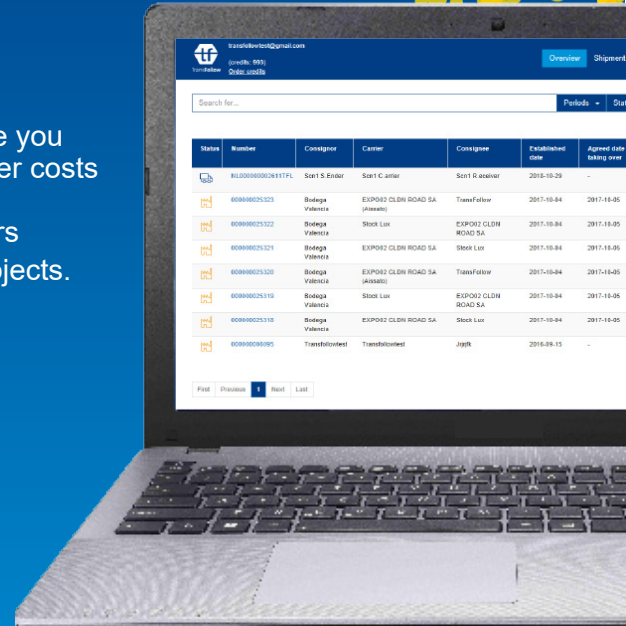 e you
er costs
rs
jects.
tf
transfollow
transfollowtest@gmail.com
(credits: 993)
Order credits
Overview Shipment
Search for...
Periods Stat
Status Number Consignor Carrier Consignee Established date Agreed date taking over
NL000000002611TFL Scn1 S.Ender Scn1 C.arrier Scn1 R.eceiver 2018-10-29 -
000000025323 Bodega Valencia EXPO02 CLDN ROAD SA (Aissato) TransFollow 2017-10-04 2017-10-05
000000025322 Bodega Valencia Stock Lux EXPO02 CLDN ROAD SA 2017-10-04 2017-10-05
000000025321 Bodega Valencia EXPO02 CLDN ROAD SA Stock Lux 2017-10-04 2017-10-05
000000025320 Bodega Valencia EXPO02 CLDN ROAD SA (Aissato) TransFollow 2017-10-04 2017-10-05
000000025319 Bodega Valencia Stock Lux EXPO02 CLDN ROAD SA 2017-10-04 2017-10-05
000000025318 Bodega Valencia EXPO02 CLDN ROAD SA Stock Lux 2017-10-04 2017-10-05
000000006095 Transfollowtest Transfollowtest 2016-09-15 -
First Previous 1 Next Last